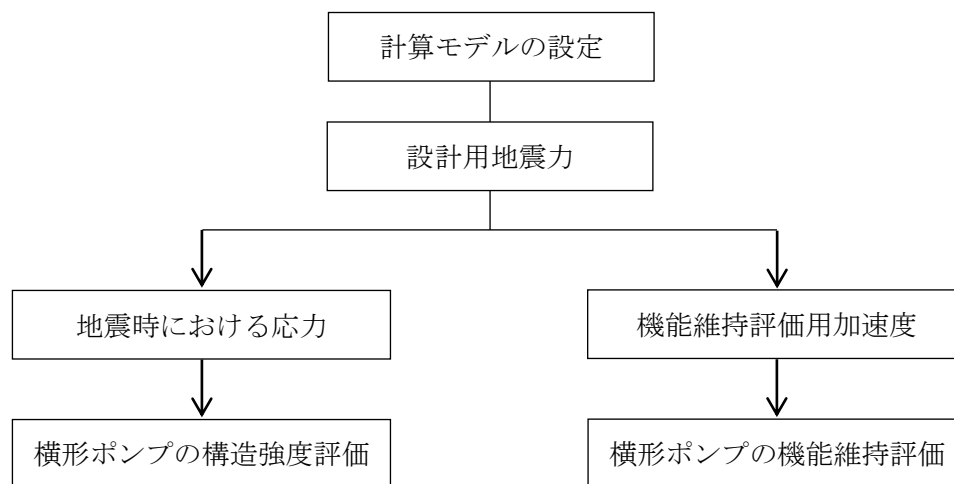 計算モデルの設定
設計用地震力
地震時における応力
機能維持評価用加速度
横形ポンプの構造強度評価
横形ポンプの機能維持評価